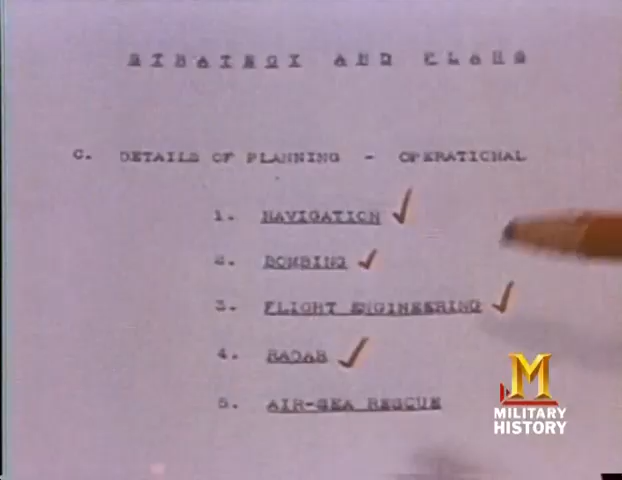 STRATEGY AND PLANS
C. DETAILS OF PLANNING - OPERATIONAL
1. NAVIGATION ✓
2. BOMBING ✓
3. FLIGHT ENGINEERING ✓
4. RADAR ✓
5. AIR-SEA RESCUE
M
MILITARY
HISTORY